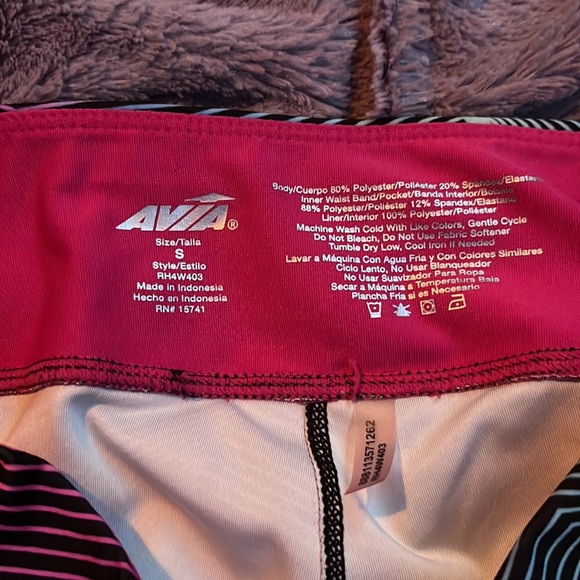 AVIA®
Size/Talla
S
Style/Estilo
RH4W403
Made in Indonesia
Hecho en Indonesia
RN# 15741
Body/Cuerpo 80% Polyester/Poliéster 20% Spandex/Elastano
Inner Waist Band/Pocket/Banda Interior/Bolsillo
88% Polyester/Poliéster 12% Spandex/Elastano
Liner/Interior 100% Polyester/Poliéster
Machine Wash Cold With Like Colors, Gentle Cycle
Do Not Bleach, Do Not Use Fabric Softener
Tumble Dry Low, Cool Iron If Needed
Lavar a Máquina Con Agua Fria y Con Colores Similares
Ciclo Lento, No Usar Blanqueador
No Usar Suavizador Para Ropa
Secar a Máquina a Temperatura Baja
Plancha Fria si es Necesario
888113571262
RH4W403